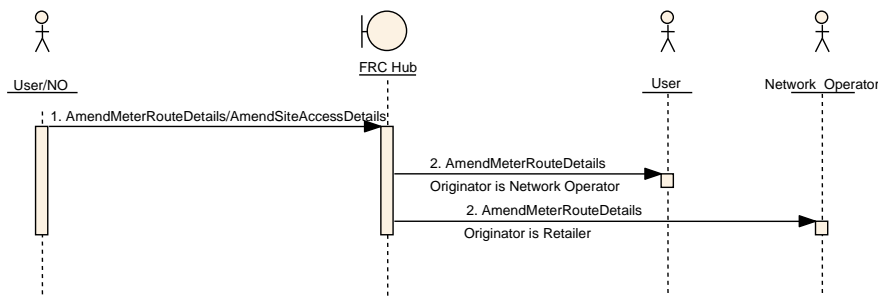 FRC Hub
User/NO
User
Network Operator
1. AmendMeterRouteDetails/AmendSiteAccessDetails
2. AmendMeterRouteDetails
Originator is Network Operator
2. AmendMeterRouteDetails
Originator is Retailer